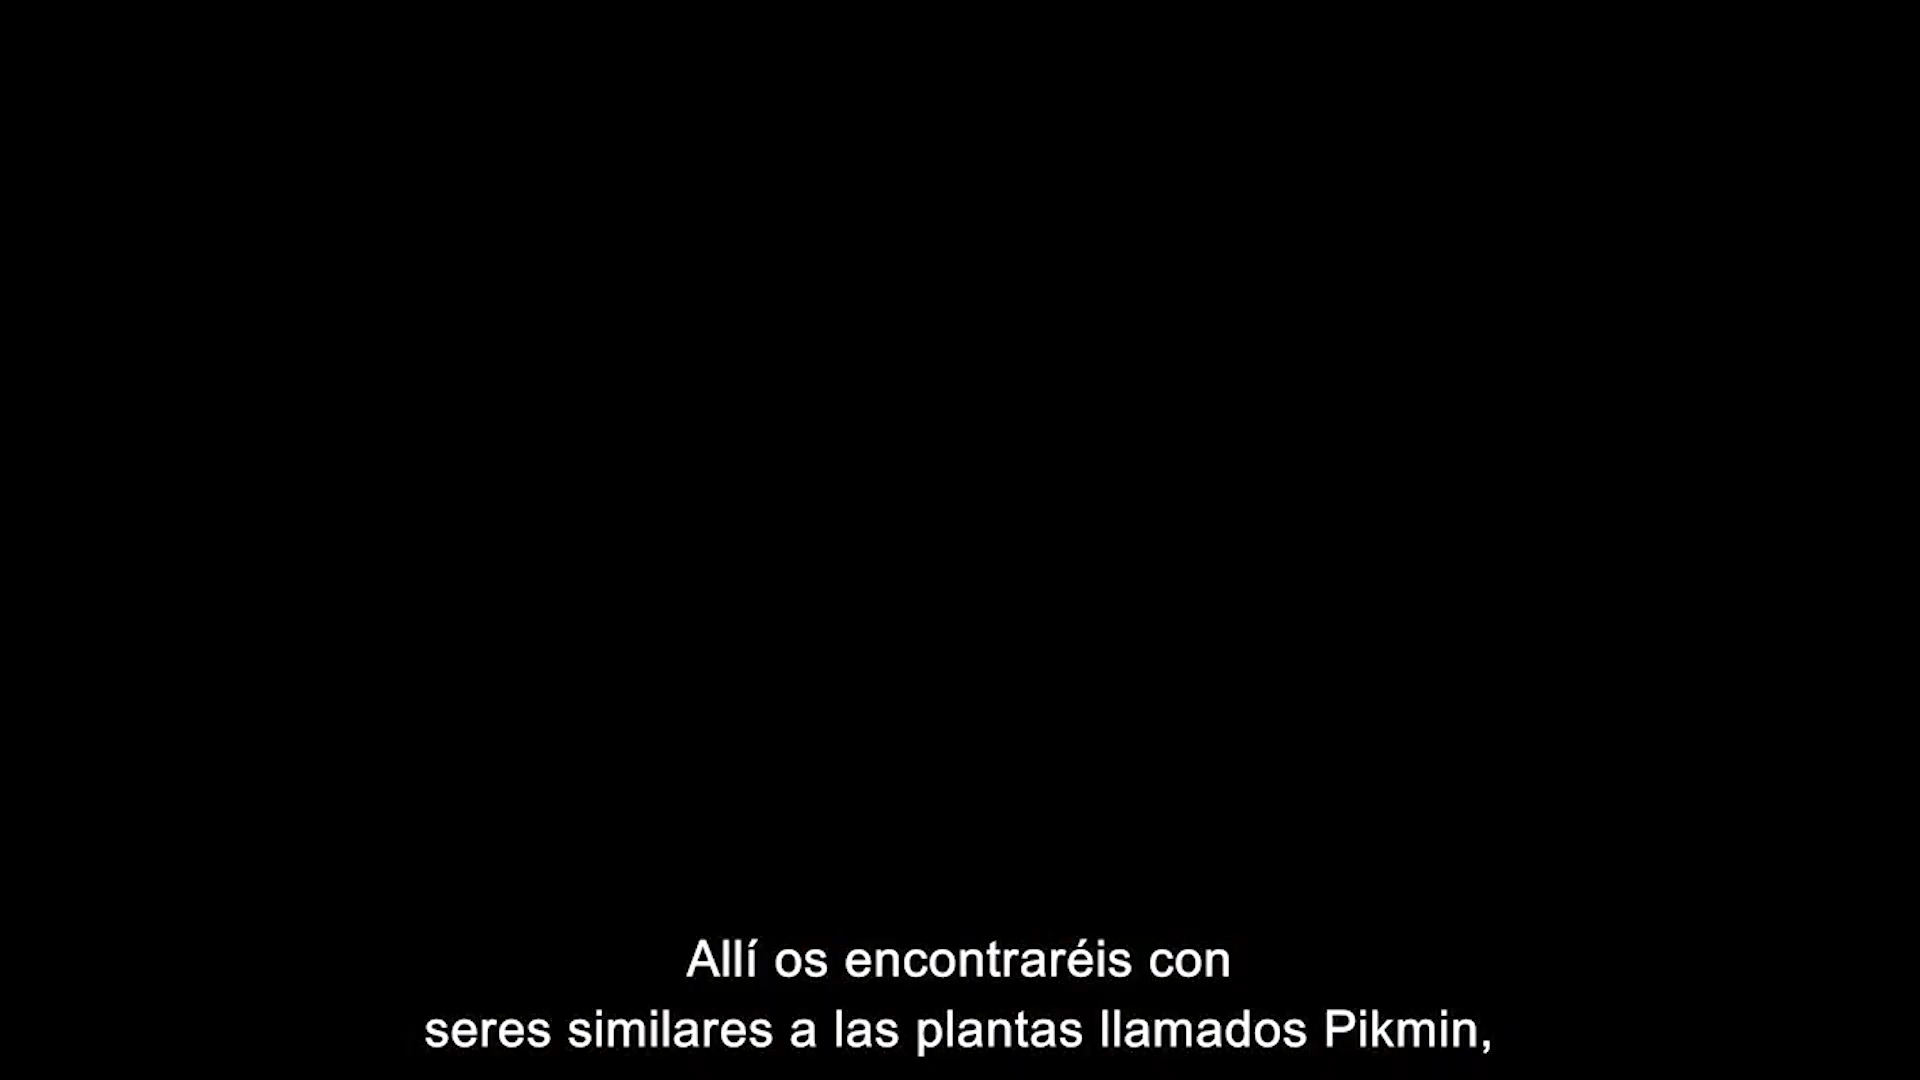 Allí os encontraréis con
seres similares a las plantas llamados Pikmin,